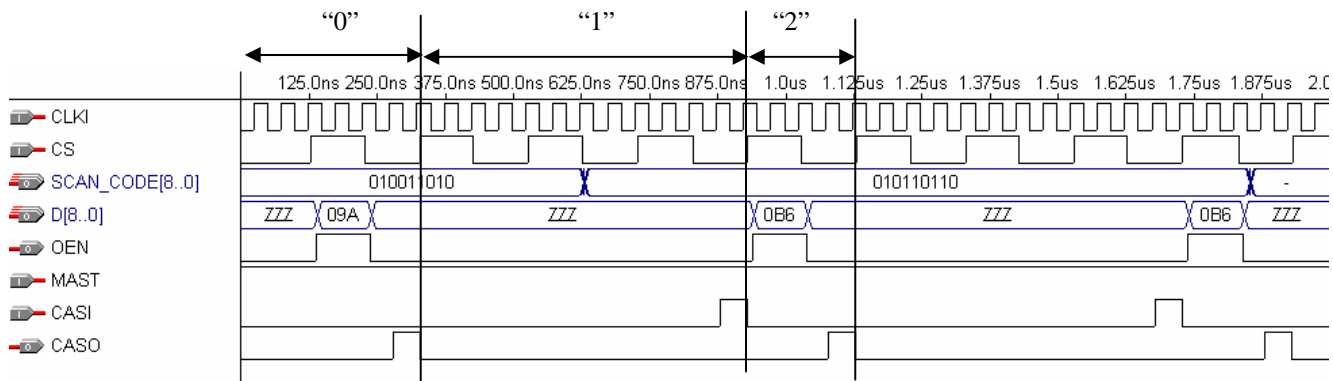 “0” “1” “2”
125.0ns 250.0ns 375.0ns 500.0ns 625.0ns 750.0ns 875.0ns 1.0us 1.125us 1.25us 1.375us 1.5us 1.625us 1.75us 1.875us 2.0
CLKI
CS
SCAN_CODE[8..0] 010011010 010110110 -
D[8..0] ZZZ 09A ZZZ 0B6 ZZZ 0B6 ZZZ
OEN
MAST
CASI
CASO